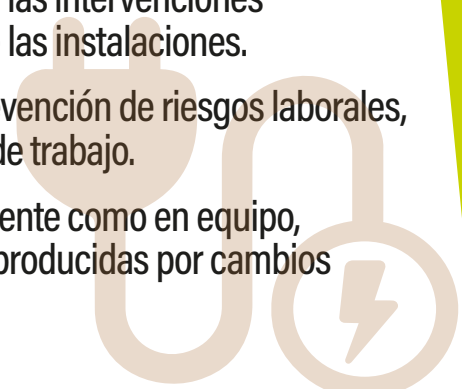 las intervenciones
las instalaciones.
vención de riesgos laborales,
de trabajo.
ente como en equipo,
producidas por cambios